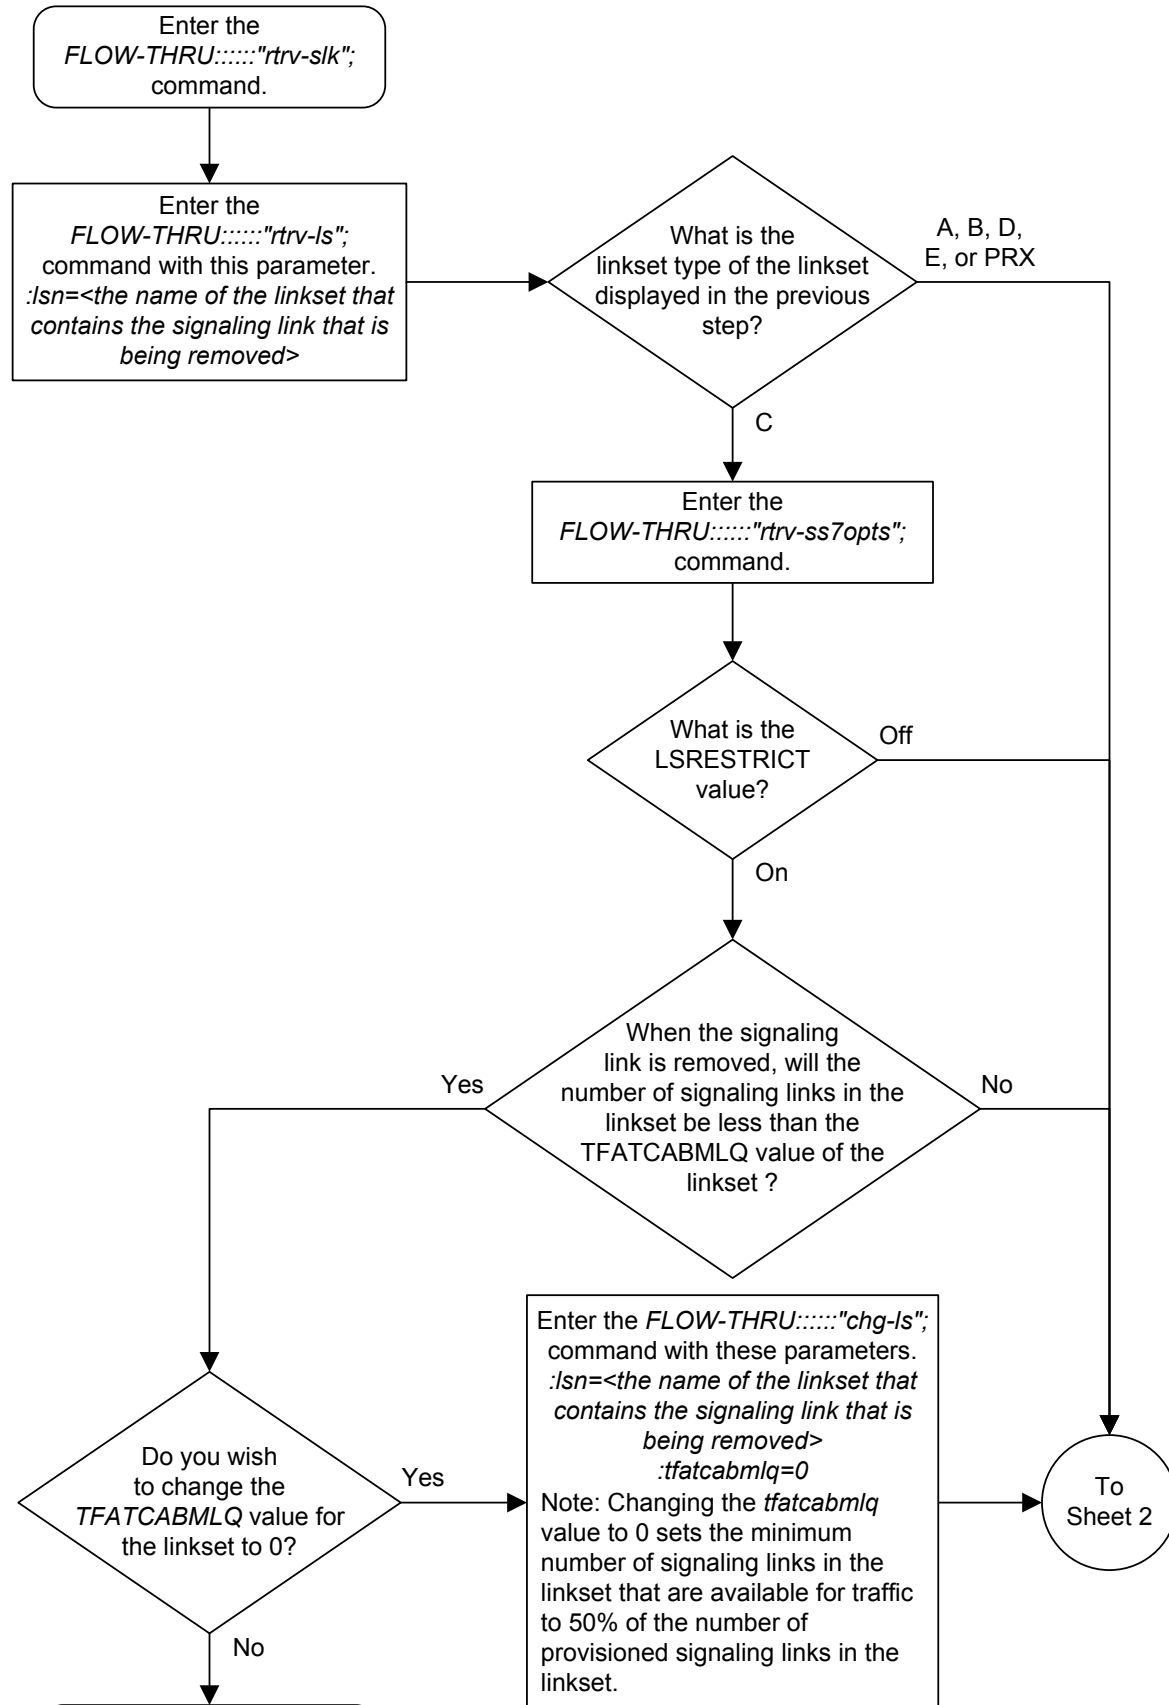 Enter the
FLOW-THRU::::::"rtrv-slk";
command.
Enter the
FLOW-THRU::::::"rtrv-ls";
command with this parameter.
:lsn=<the name of the linkset that
contains the signaling link that is
being removed>
What is the
linkset type of the linkset
displayed in the previous
step?
A, B, D,
E, or PRX
C
Enter the
FLOW-THRU::::::"rtrv-ss7opts";
command.
What is the
LSRESTRICT
value?
Off
On
When the signaling
link is removed, will the
number of signaling links in the
linkset be less than the
TFATCABMLQ value of the
linkset ?
Yes
No
Do you wish
to change the
TFATCABMLQ value for
the linkset to 0?
Yes
No
Enter the FLOW-THRU::::::"chg-ls";
command with these parameters.
:lsn=<the name of the linkset that
contains the signaling link that is
being removed>
:tfatcabmlq=0
Note: Changing the tfatcabmlq
value to 0 sets the minimum
number of signaling links in the
linkset that are available for traffic
to 50% of the number of
provisioned signaling links in the
linkset.
To
Sheet 2